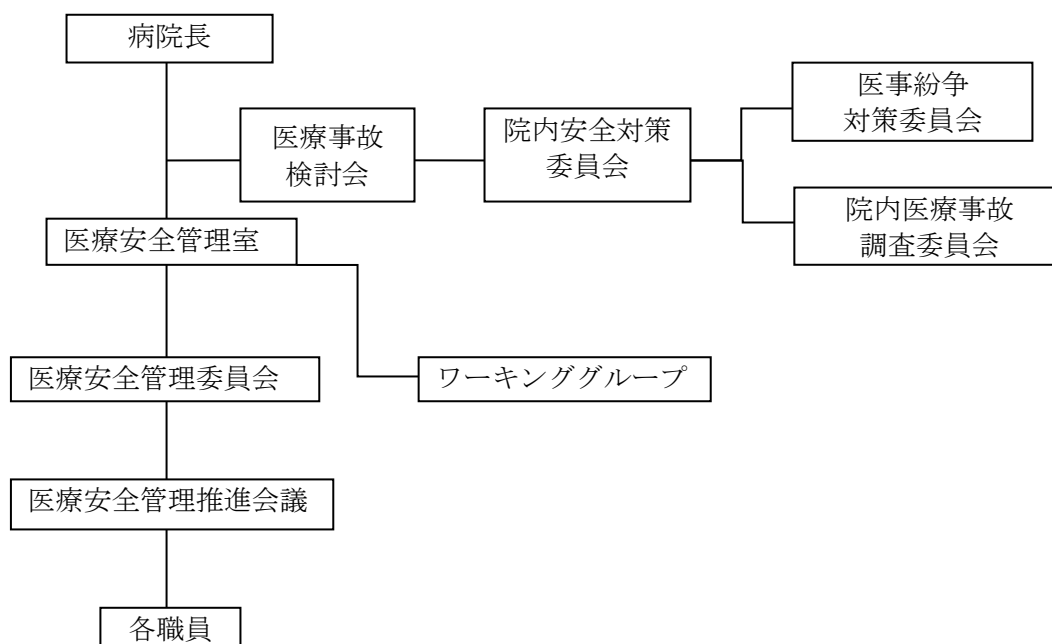 病院長
医療事故
検討会
院内安全対策
委員会
医事紛争
対策委員会
院内医療事故
調査委員会
医療安全管理室
医療安全管理委員会
ワーキンググループ
医療安全管理推進会議
各職員